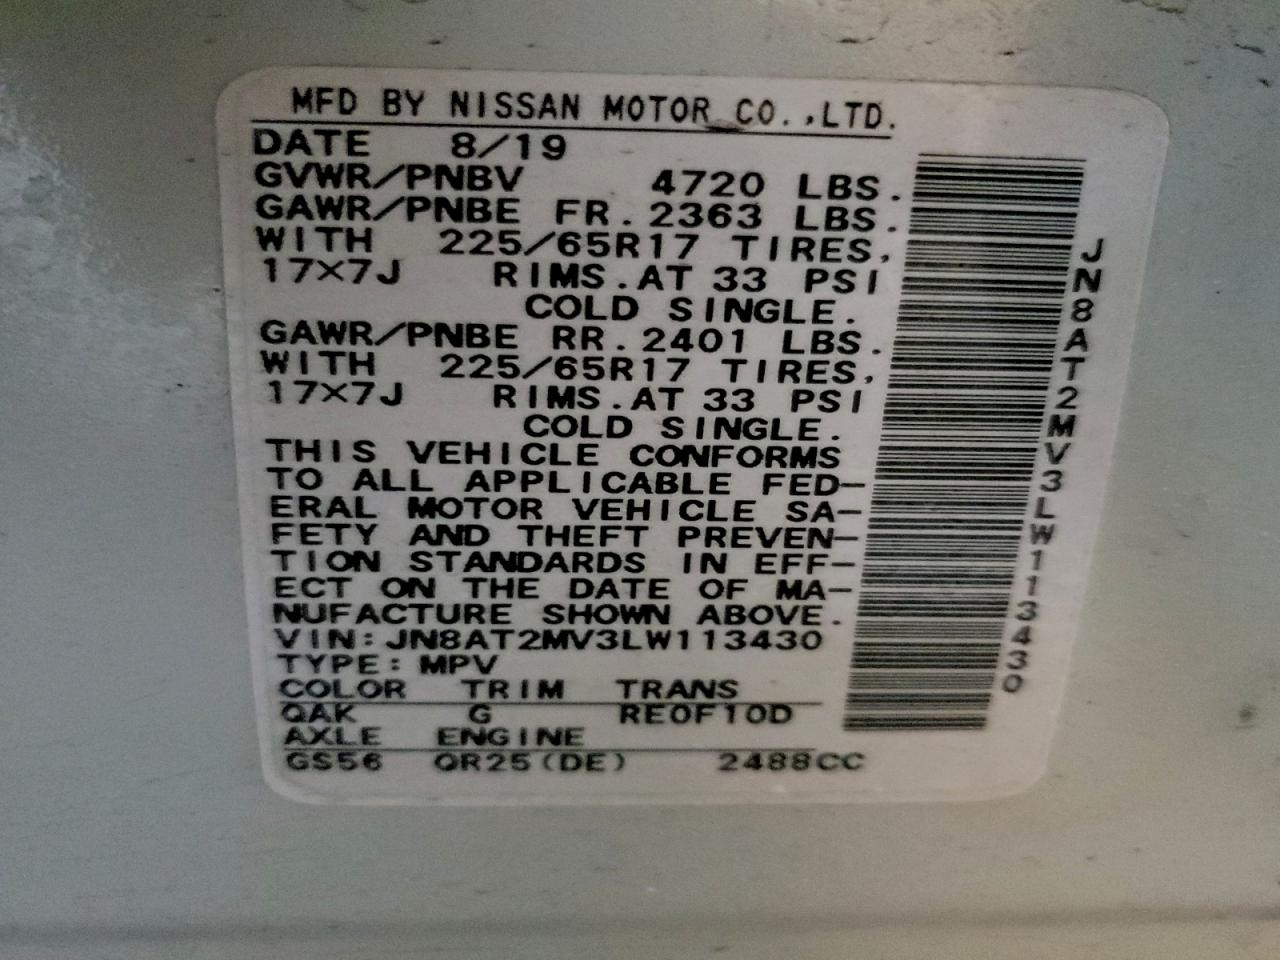 MFD BY NISSAN MOTOR CO.,LTD.
DATE 8/19
GVWR/PNBV 4720 LBS.
GAWR/PNBE FR. 2363 LBS.
WITH 225/65R17 TIRES,
17X7J RIMS.AT 33 PSI
COLD SINGLE.
GAWR/PNBE RR. 2401 LBS.
WITH 225/65R17 TIRES,
17X7J RIMS.AT 33 PSI
COLD SINGLE.
THIS VEHICLE CONFORMS
TO ALL APPLICABLE FED-
ERAL MOTOR VEHICLE SA-
FETY AND THEFT PREVEN-
TION STANDARDS IN EFF-
ECT ON THE DATE OF MA-
NUFACTURE SHOWN ABOVE.
VIN:JN8AT2MV3LW113430
TYPE:MPV
COLOR TRIM TRANS
QAK G RE0F10D
AXLE ENGINE
GS56 QR25(DE) 2488CC
JN8AT2MV3LW113430